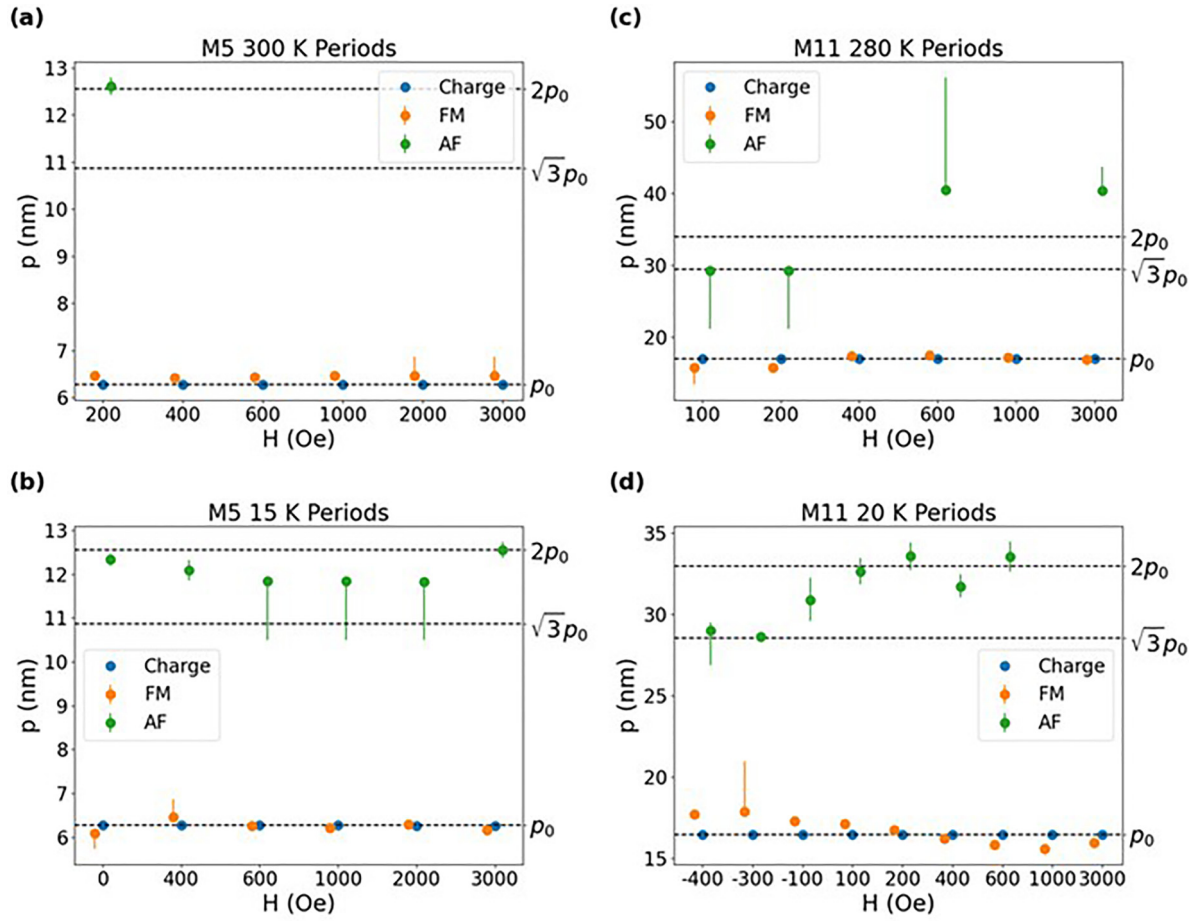 (a)
M5 300 K Periods
13
12
11
10
9
8
7
6
p (nm)
Charge
FM
AF
2p₀
√3p₀
p₀
200 400 600 1000 2000 3000
H (Oe)
(c)
M11 280 K Periods
50
40
30
20
p (nm)
Charge
FM
AF
2p₀
√3p₀
p₀
100 200 400 600 1000 3000
H (Oe)
(b)
M5 15 K Periods
13
12
11
10
9
8
7
6
p (nm)
Charge
FM
AF
2p₀
√3p₀
p₀
0 400 600 1000 2000 3000
H (Oe)
(d)
M11 20 K Periods
35
30
25
20
15
p (nm)
Charge
FM
AF
2p₀
√3p₀
p₀
-400 -300 -100 100 200 400 600 1000 3000
H (Oe)